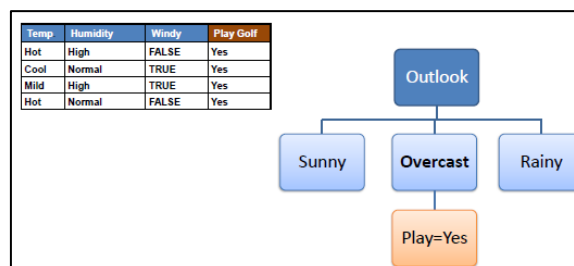 Temp Humidity Windy Play Golf
Hot High FALSE Yes
Cool Normal TRUE Yes
Mild High TRUE Yes
Hot Normal FALSE Yes
Outlook
Sunny Overcast Rainy
Play=Yes